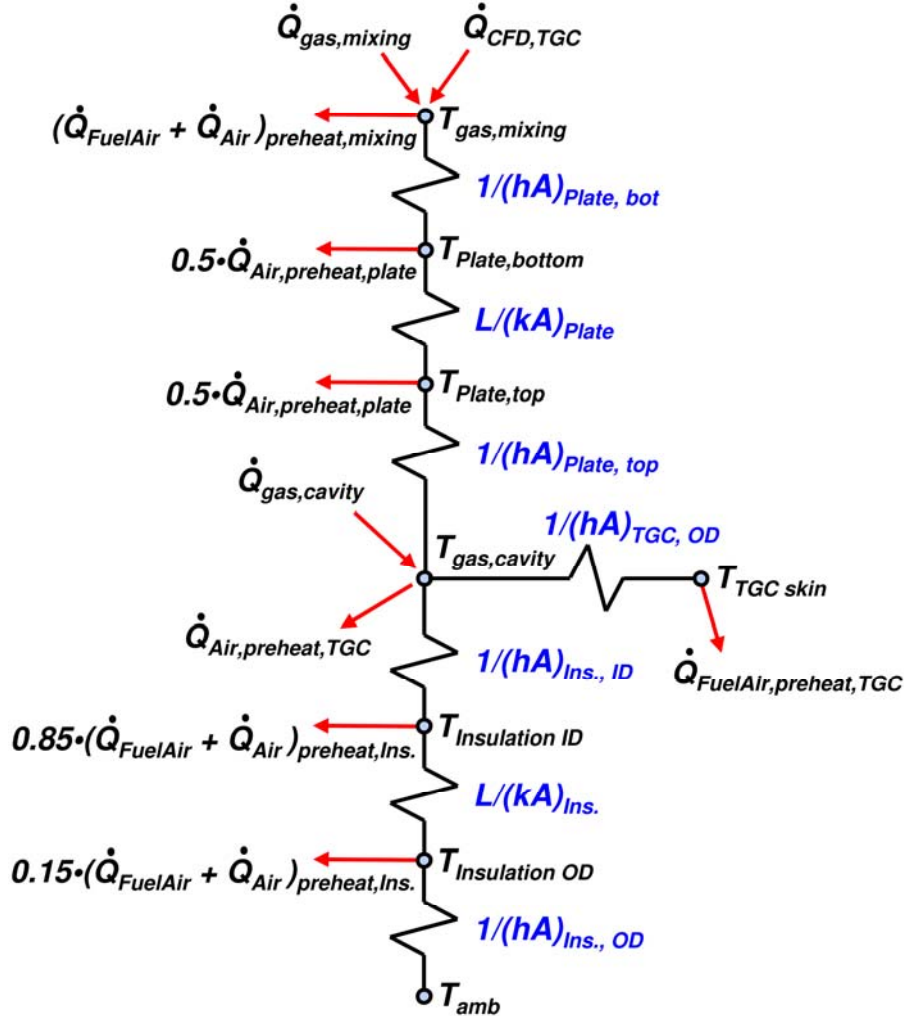 Q̇gas,mixing Q̇CFD,TGC
(Q̇FuelAir + Q̇Air)preheat,mixing Tgas,mixing
1/(hA)Plate, bot
0.5•Q̇Air,preheat,plate TPlate,bottom
L/(kA)Plate
0.5•Q̇Air,preheat,plate TPlate,top
1/(hA)Plate, top
Q̇gas,cavity
1/(hA)TGC, OD
Tgas,cavity
TTGC skin
Q̇Air,preheat,TGC
1/(hA)Ins., ID
Q̇FuelAir,preheat,TGC
0.85•(Q̇FuelAir + Q̇Air)preheat,Ins. TInsulation ID
L/(kA)Ins.
0.15•(Q̇FuelAir + Q̇Air)preheat,Ins. TInsulation OD
1/(hA)Ins., OD
Tamb